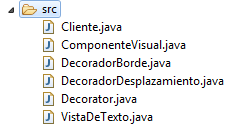 src
Cliente.java
ComponenteVisual.java
DecoradorBorde.java
DecoradorDesplazamiento.java
Decorator.java
VistaDeTexto.java